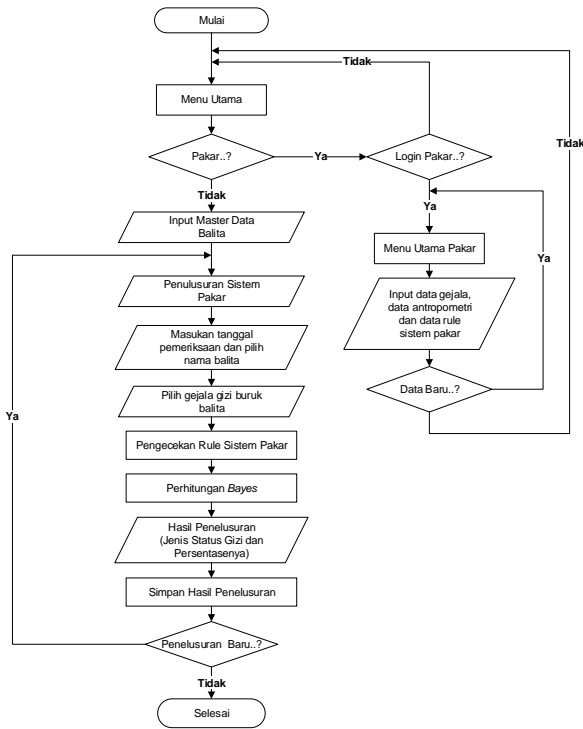 Mulai
Tidak
Menu Utama
Tidak
Pakar..?
Ya
Login Pakar..?
Tidak
Ya
Input Master Data
Balita
Menu Utama Pakar
Ya
Penulusuran Sistem
Pakar
Input data gejala,
data antropometri
dan data rule
sistem pakar
Masukan tanggal
pemeriksaan dan pilih
nama balita
Data Baru..?
Pilih gejala gizi buruk
balita
Ya
Pengecekan Rule Sistem Pakar
Perhitungan Bayes
Hasil Penelusuran
(Jenis Status Gizi dan
Persentasenya)
Simpan Hasil Penelusuran
Penelusuran Baru..?
Tidak
Selesai